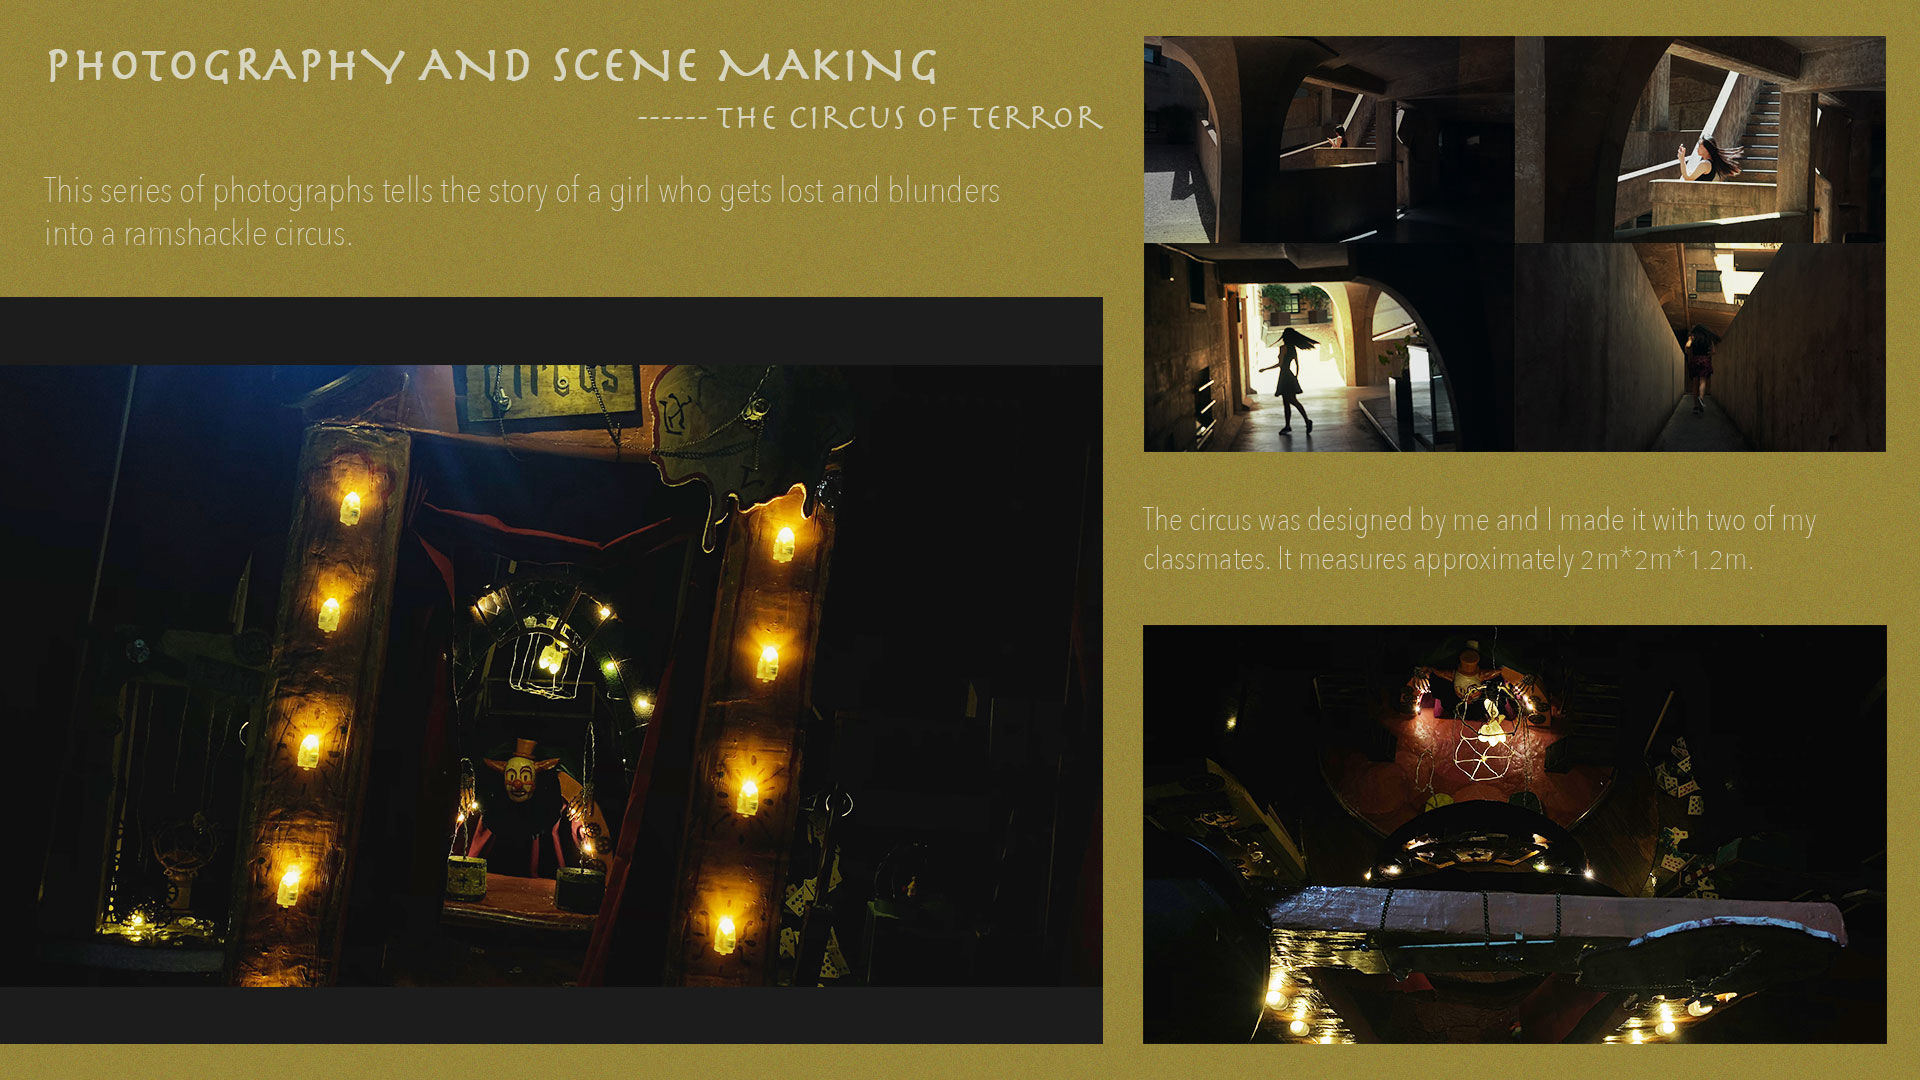 PHOTOGRAPHY AND SCENE MAKING
------ THE CIRCUS OF TERROR
This series of photographs tells the story of a girl who gets lost and blunders
into a ramshackle circus.
CIRCUS
The circus was designed by me and I made it with two of my
classmates. It measures approximately 2m*2m*1.2m.